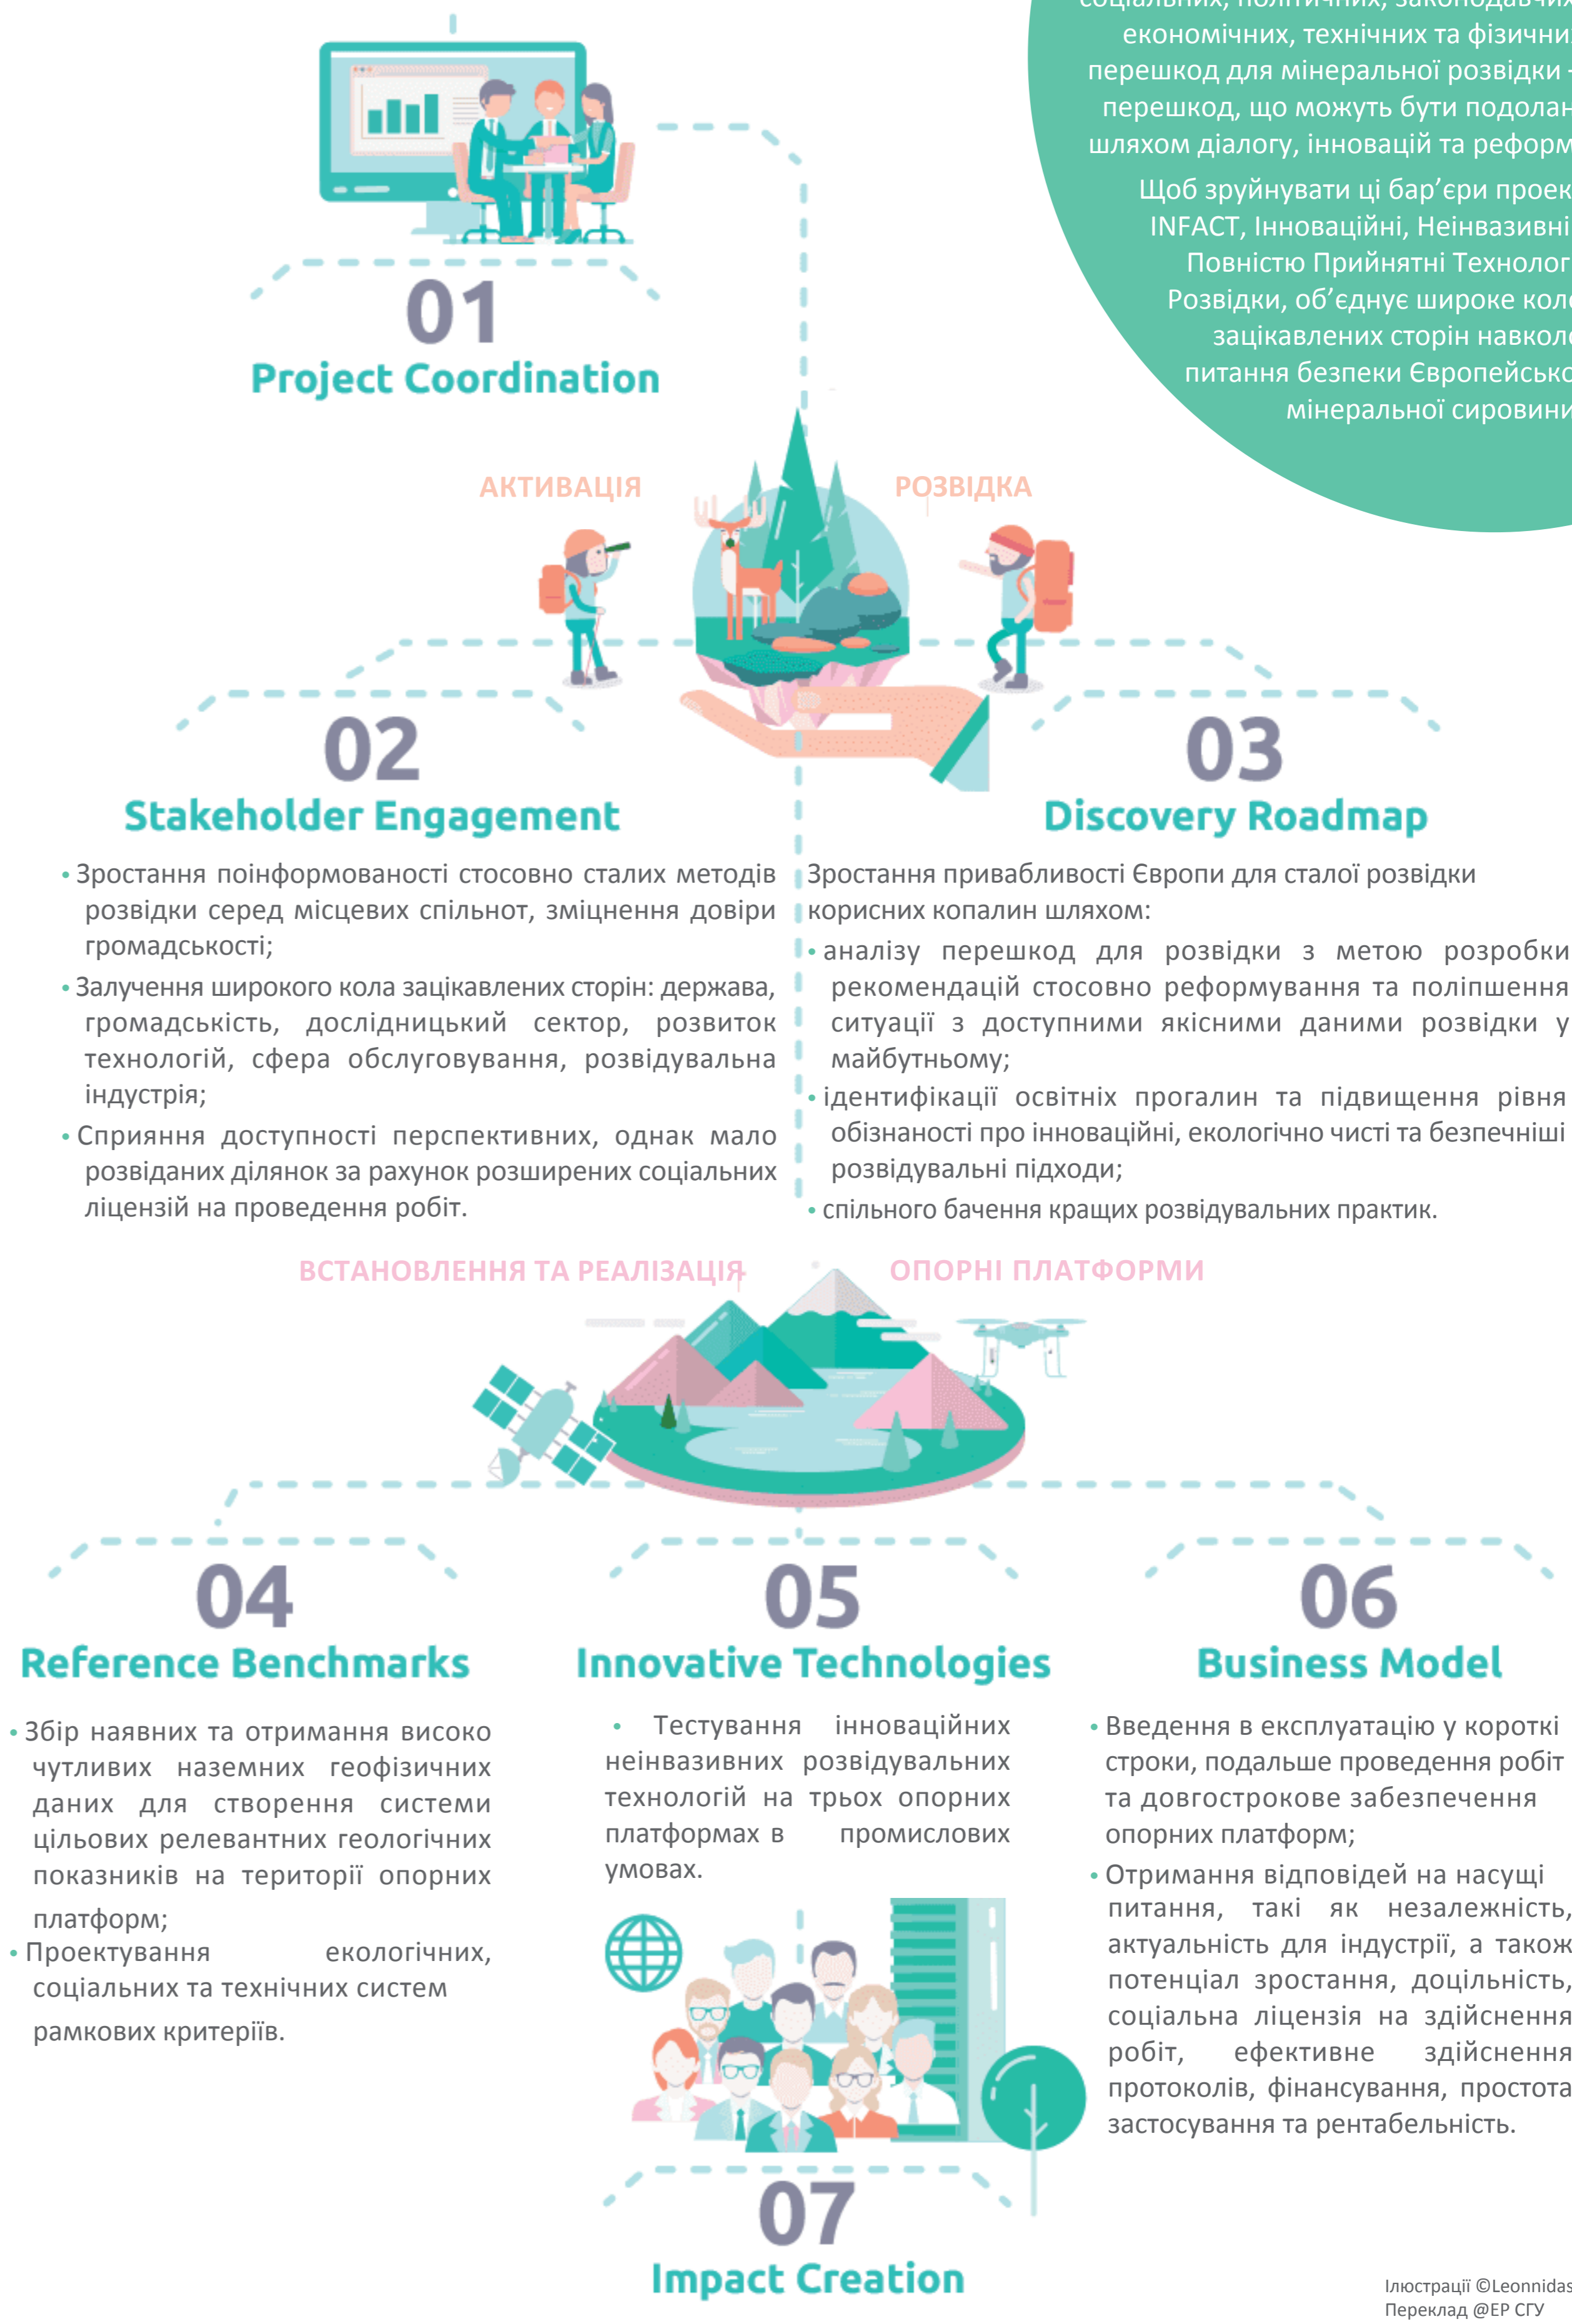 соціальних, політичних, законодавчих
економічних, технічних та фізичних
перешкод для мінеральної розвідки –
перешкод, що можуть бути подолан
шляхом діалогу, інновацій та реформ
Щоб зруйнувати ці бар’єри проек
INFACT, Інноваційні, Неінвазивні
Повністю Прийнятні Технолог
Розвідки, об’єднує широке кол
зацікавлених сторін навкол
питання безпеки Європейсько
мінеральної сировини
01
Project Coordination
АКТИВАЦІЯ
РОЗВІДКА
02
Stakeholder Engagement
• Зростання поінформованості стосовно сталих методів
розвідки серед місцевих спільнот, зміцнення довіри
громадськості;
• Залучення широкого кола зацікавлених сторін: держава,
громадськість, дослідницький сектор, розвиток
технологій, сфера обслуговування, розвідувальна
індустрія;
• Сприяння доступності перспективних, однак мало
розвіданих ділянок за рахунок розширених соціальних
ліцензій на проведення робіт.
03
Discovery Roadmap
Зростання привабливості Європи для сталої розвідки
корисних копалин шляхом:
• аналізу перешкод для розвідки з метою розробки
рекомендацій стосовно реформування та поліпшення
ситуації з доступними якісними даними розвідки у
майбутньому;
• ідентифікації освітніх прогалин та підвищення рівня
обізнаності про інноваційні, екологічно чисті та безпечніші
розвідувальні підходи;
• спільного бачення кращих розвідувальних практик.
ВСТАНОВЛЕННЯ ТА РЕАЛІЗАЦІЯ
ОПОРНІ ПЛАТФОРМИ
04
Reference Benchmarks
• Збір наявних та отримання високо
чутливих наземних геофізичних
даних для створення системи
цільових релевантних геологічних
показників на території опорних
платформ;
• Проектування екологічних,
соціальних та технічних систем
рамкових критеріїв.
05
Innovative Technologies
• Тестування інноваційних
неінвазивних розвідувальних
технологій на трьох опорних
платформах в промислових
умовах.
06
Business Model
• Введення в експлуатацію у короткі
строки, подальше проведення робіт
та довгострокове забезпечення
опорних платформ;
• Отримання відповідей на насущі
питання, такі як незалежність,
актуальність для індустрії, а також
потенціал зростання, доцільність,
соціальна ліцензія на здійснення
робіт, ефективне здійснення
протоколів, фінансування, простота
застосування та рентабельність.
07
Impact Creation
Ілюстрації ©Leonnidas
Переклад @ЕР СГУ